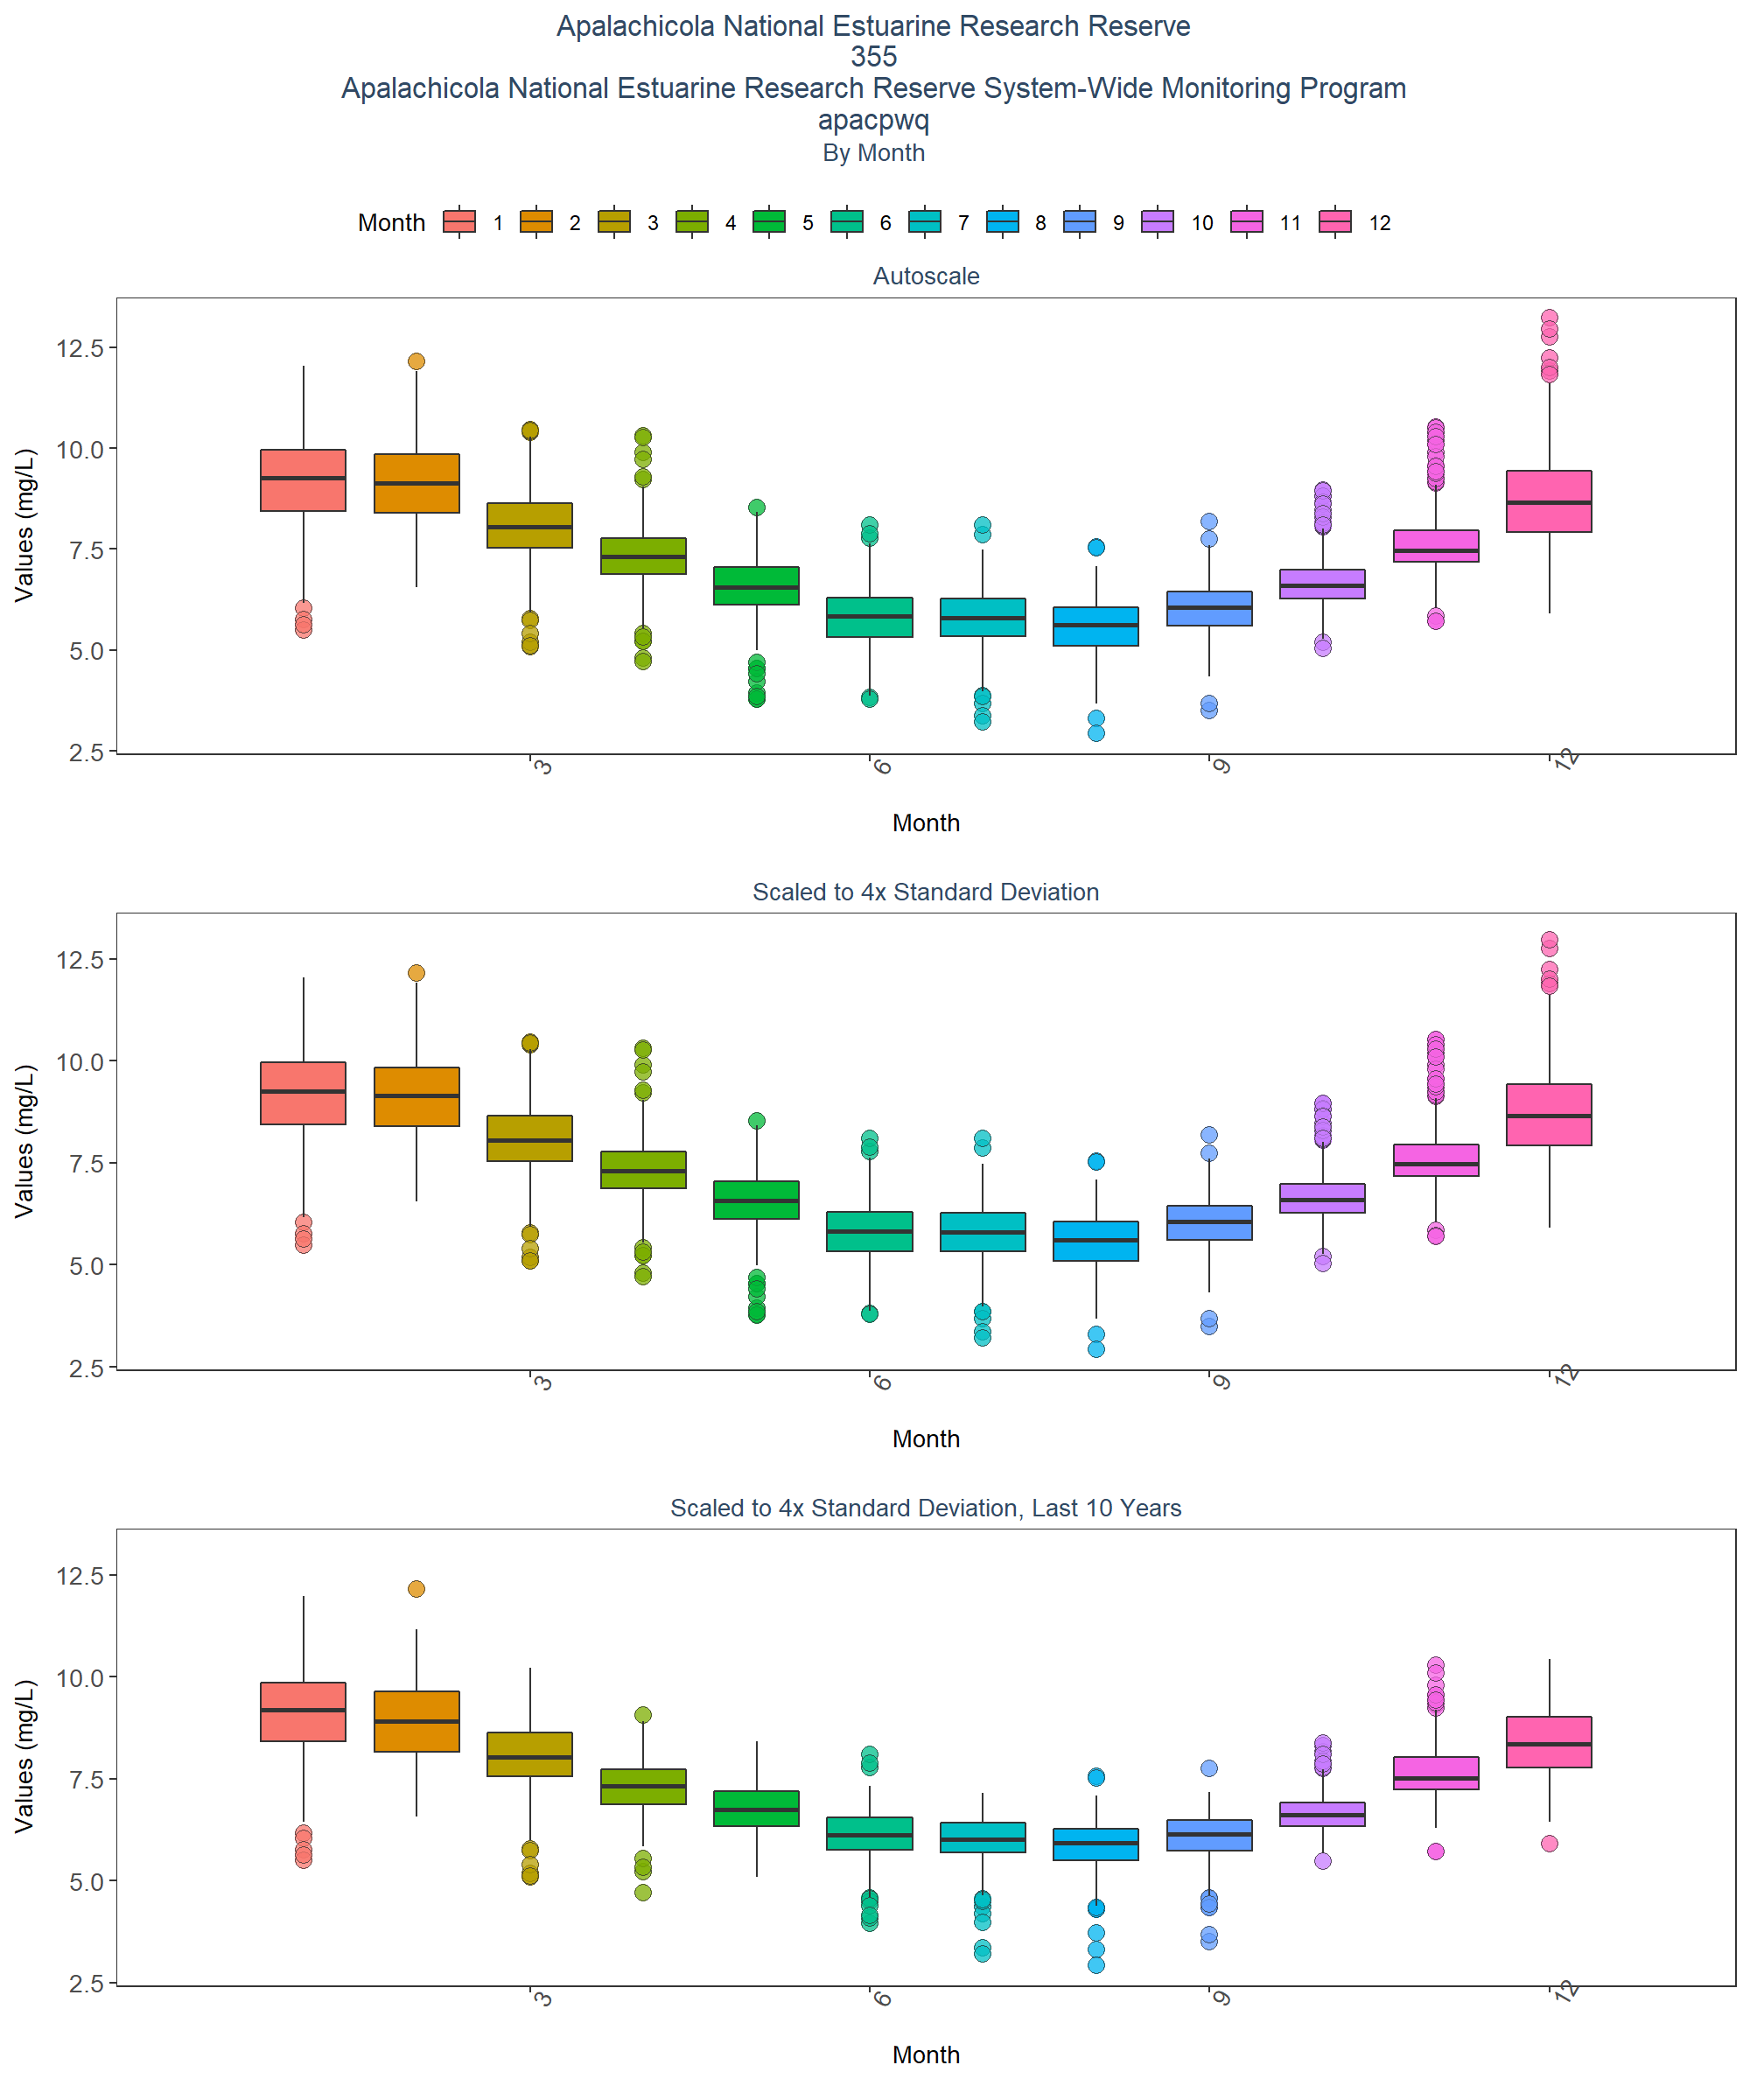 Apalachicola National Estuarine Research Reserve
355
Apalachicola National Estuarine Research Reserve System-Wide Monitoring Program
apacpwq
By Month
Month 1 2 3 4 5 6 7 8 9 10 11 12
Autoscale
Values (mg/L)
12.5
10.0
7.5
5.0
2.5
3 6 9 12
Month
Scaled to 4x Standard Deviation
Values (mg/L)
12.5
10.0
7.5
5.0
2.5
3 6 9 12
Month
Scaled to 4x Standard Deviation, Last 10 Years
Values (mg/L)
12.5
10.0
7.5
5.0
2.5
3 6 9 12
Month